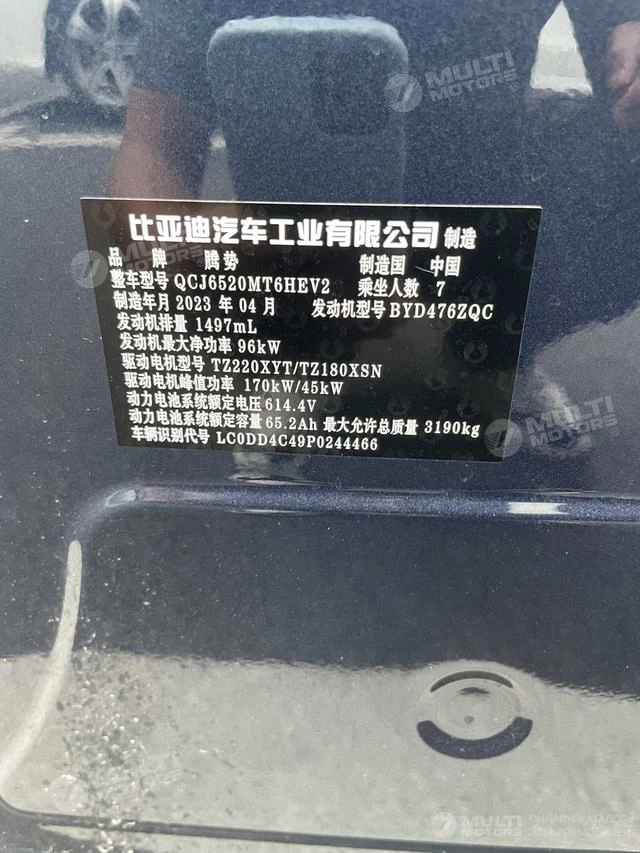 比亚迪汽车工业有限公司 制造
品 牌 腾势 制造国 中国
整车型号 QCJ6520MT6HEV2 乘坐人数 7
制造年月 2023 年 04 月 发动机型号 BYD476ZQC
发动机排量 1497mL
发动机最大净功率 96kW
驱动电机型号 TZ220XYT/TZ180XSN
驱动电机峰值功率 170kW/45kW
动力电池系统额定电压 614.4V
动力电池系统额定容量 65.2Ah 最大允许总质量 3190kg
车辆识别代号 LC0DD4C49P0244466
MULTI MOTORS
MULTI MOTORS
MULTI MOTORS
MULTI MOTORS
ОНЛАЙН-КАТАЛОГ
ЭЛЕКТРОМОБИЛЕЙ